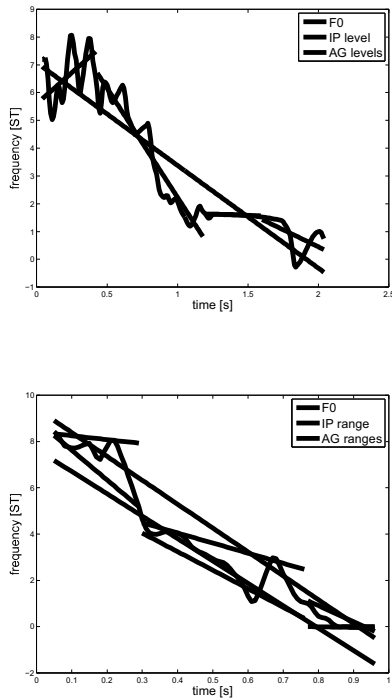 9
8
7
6
5
4
3
2
1
0
-1
frequency [ST]
F0
IP level
AG levels
0 0.5 1 1.5 2 2.5
time [s]
10
8
6
4
2
0
-2
frequency [ST]
F0
IP range
AG ranges
0 0.1 0.2 0.3 0.4 0.5 0.6 0.7 0.8 0.9 1
time [s]